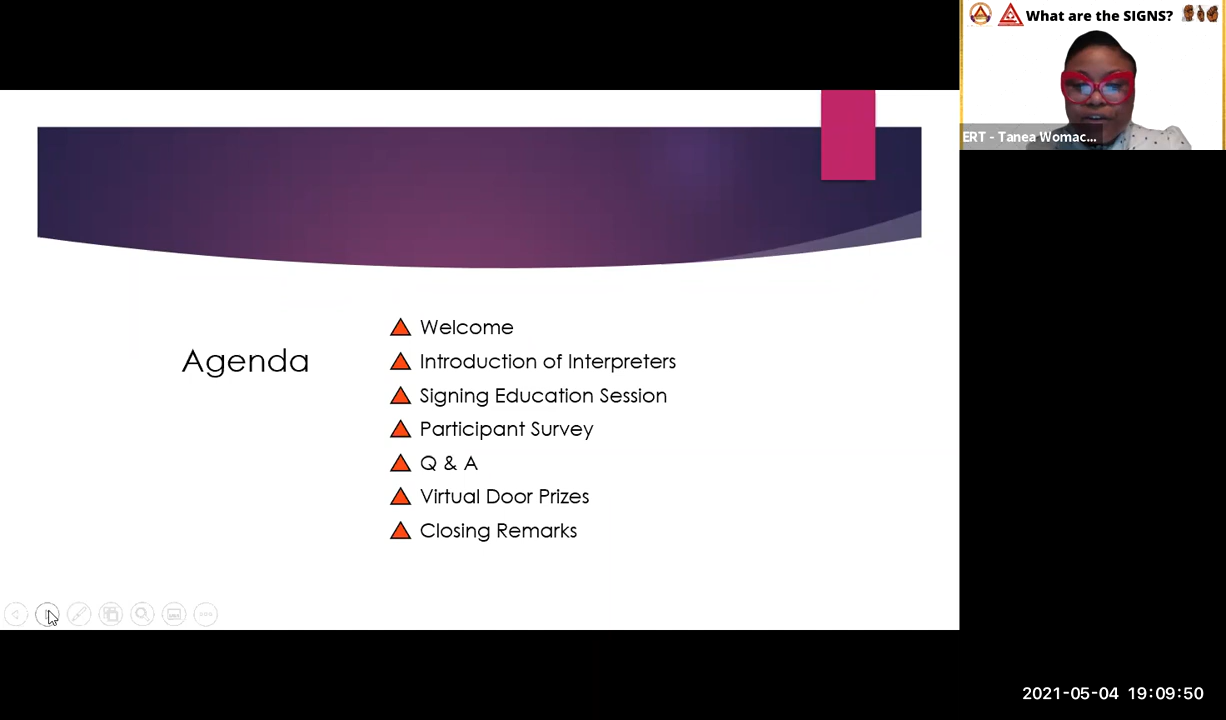 What are the SIGNS?
ERT - Tanea Womac...
Agenda
Welcome
Introduction of Interpreters
Signing Education Session
Participant Survey
Q & A
Virtual Door Prizes
Closing Remarks
2021-05-04 19:09:50